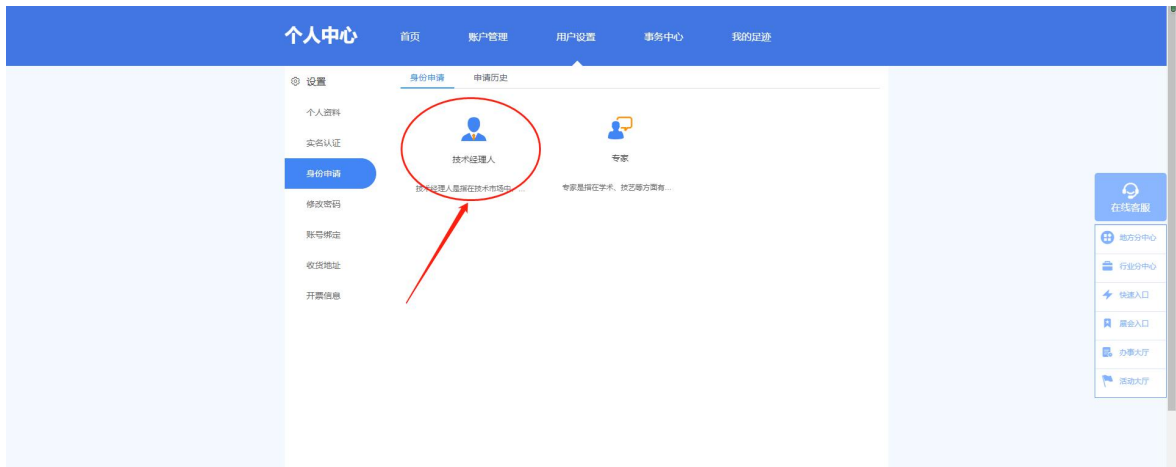 个人中心 首页 账户管理 用户设置 事务中心 我的足迹
设置
个人资料
实名认证
身份申请
修改密码
账号绑定
收货地址
开票信息
身份申请 申请历史
技术经理人
技术经理人是指在技术市场中，...
专家
专家是指在学术、技艺等方面有...
在线客服
地方分中心
行业分中心
快速入口
展会入口
办事大厅
活动大厅